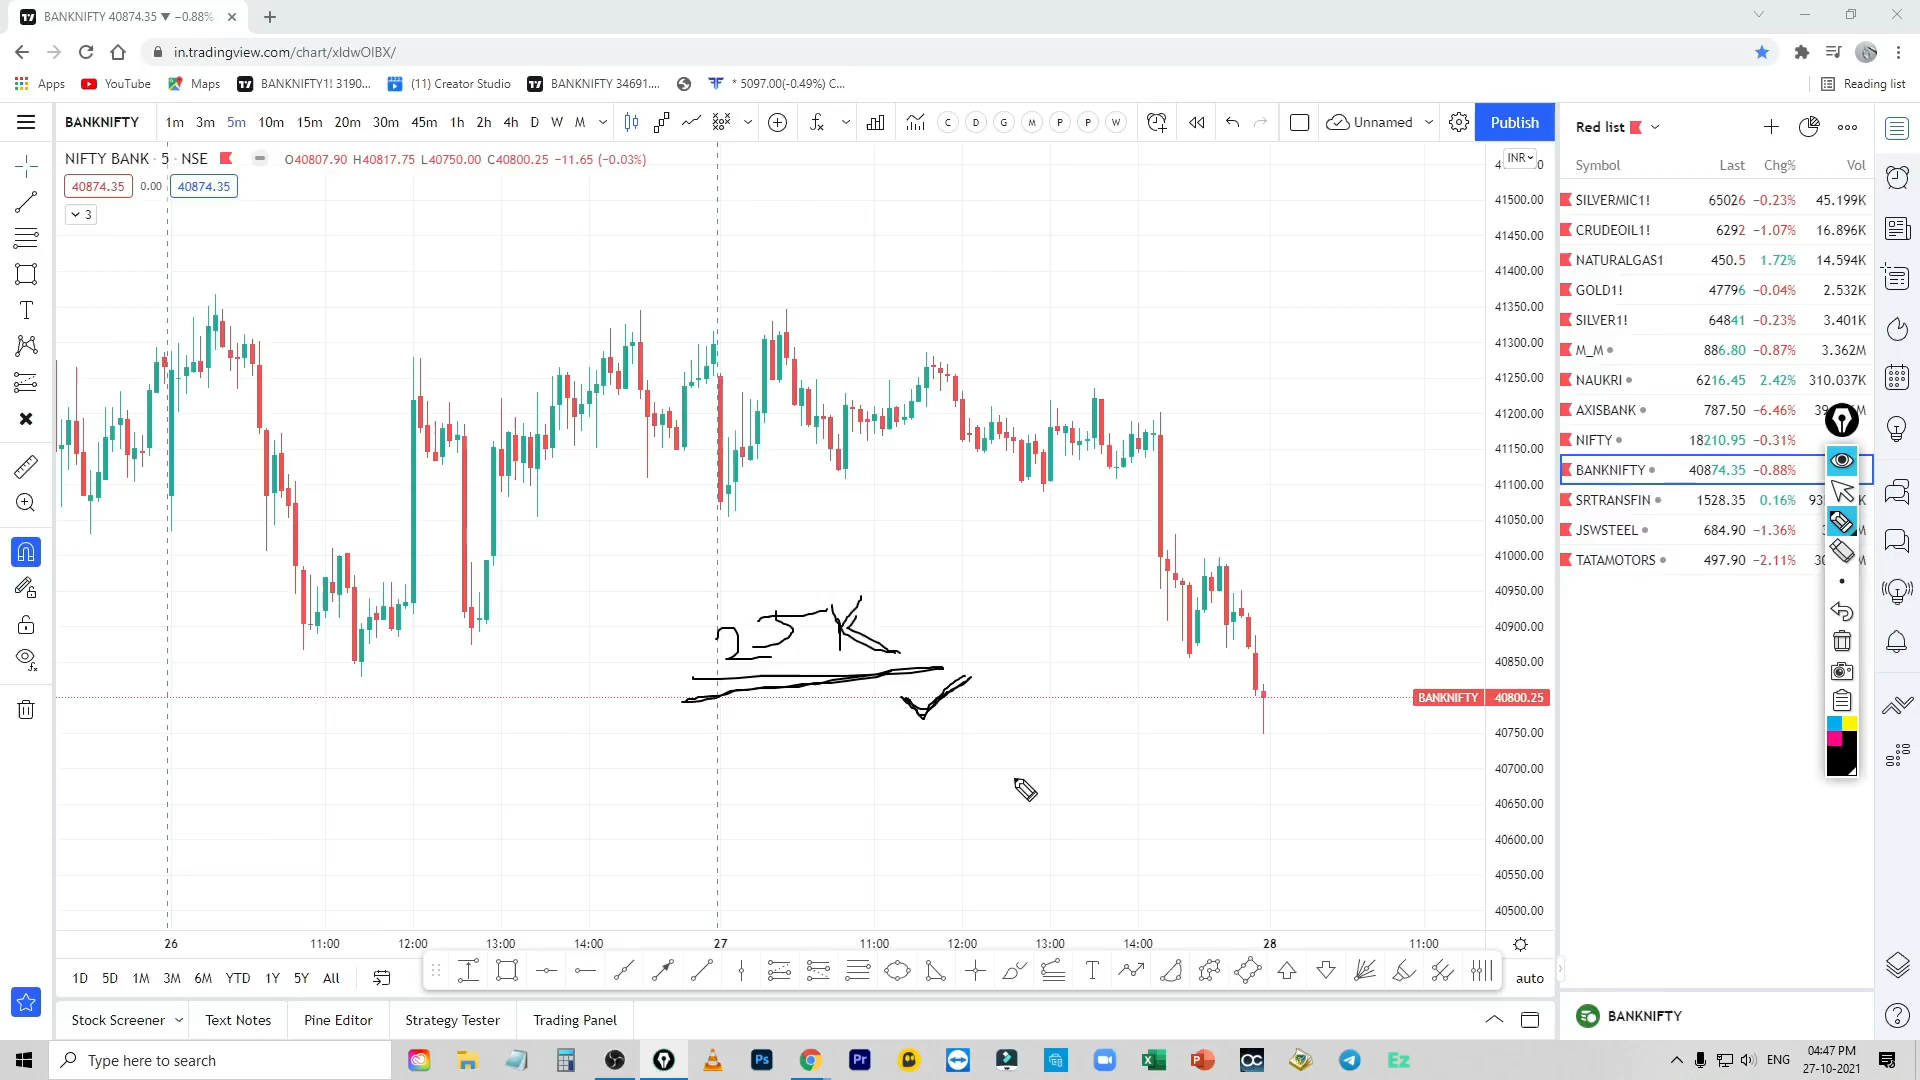 BANKNIFTY 40874.35 ▼ −0.88%
in.tradingview.com/chart/xIdwOIBX/
Apps YouTube Maps BANKNIFTY1! 3190... (11) Creator Studio BANKNIFTY 34691.... * 5097.00(-0.49%) C... Reading list
BANKNIFTY 1m 3m 5m 10m 15m 20m 30m 45m 1h 2h 4h D W M C D G M P P W Unnamed Publish
NIFTY BANK · 5 · NSE O40807.90 H40817.75 L40750.00 C40800.25 −11.65 (−0.03%)
40874.35 0.00 40874.35
3
INR
41500.00
41450.00
41400.00
41350.00
41300.00
41250.00
41200.00
41150.00
41100.00
41050.00
41000.00
40950.00
40900.00
40850.00
BANKNIFTY 40800.25
40750.00
40700.00
40650.00
40600.00
40550.00
40500.00
25K
26 11:00 12:00 13:00 14:00 27 11:00 12:00 13:00 14:00 28 11:00
1D 5D 1M 3M 6M YTD 1Y 5Y All auto
Stock Screener Text Notes Pine Editor Strategy Tester Trading Panel
Red list
Symbol Last Chg% Vol
SILVERMIC1! 65026 −0.23% 45.199K
CRUDEOIL1! 6292 −1.07% 16.896K
NATURALGAS1 450.5 1.72% 14.594K
GOLD1! 47796 −0.04% 2.532K
SILVER1! 64841 −0.23% 3.401K
M_M 886.80 −0.87% 3.362M
NAUKRI 6216.45 2.42% 310.037K
AXISBANK 787.50 −6.46%
NIFTY 18210.95 −0.31%
BANKNIFTY 40874.35 −0.88%
SRTRANSFIN 1528.35 0.16%
JSWSTEEL 684.90 −1.36%
TATAMOTORS 497.90 −2.11%
BANKNIFTY
Type here to search
Ps Pr OC Ez
ENG 04:47 PM
27-10-2021